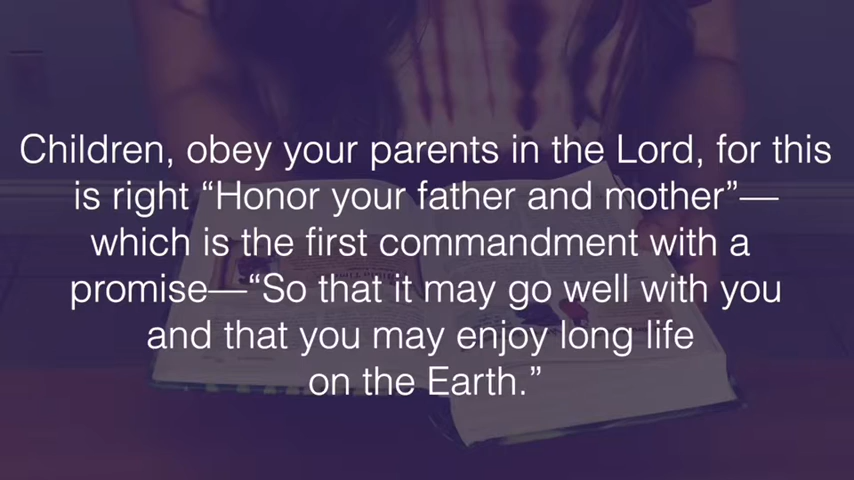 Children, obey your parents in the Lord, for this
is right “Honor your father and mother”—
which is the first commandment with a
promise—“So that it may go well with you
and that you may enjoy long life
on the Earth.”